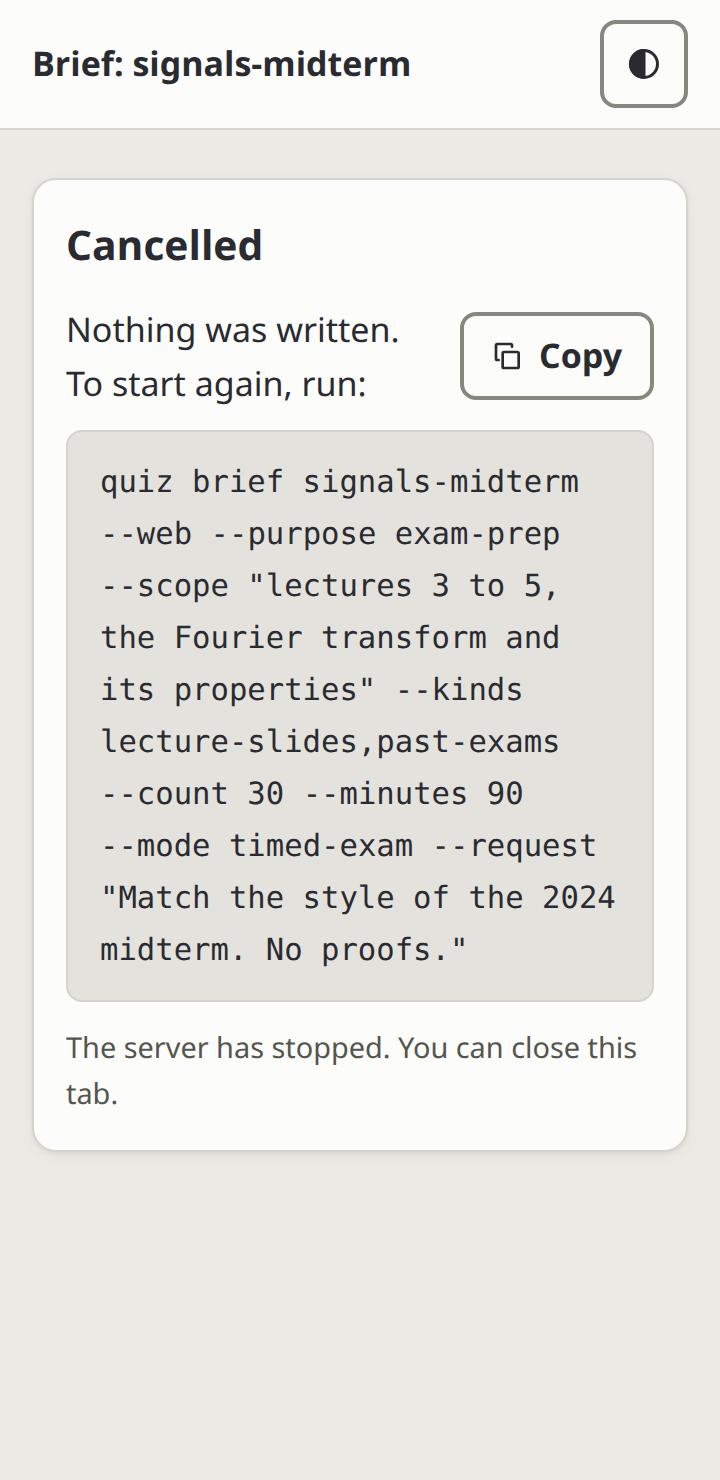 Brief: signals-midterm
Cancelled
Nothing was written.
To start again, run:
Copy
quiz brief signals-midterm
--web --purpose exam-prep
--scope "lectures 3 to 5,
the Fourier transform and
its properties" --kinds
lecture-slides,past-exams
--count 30 --minutes 90
--mode timed-exam --request
"Match the style of the 2024
midterm. No proofs."
The server has stopped. You can close this
tab.